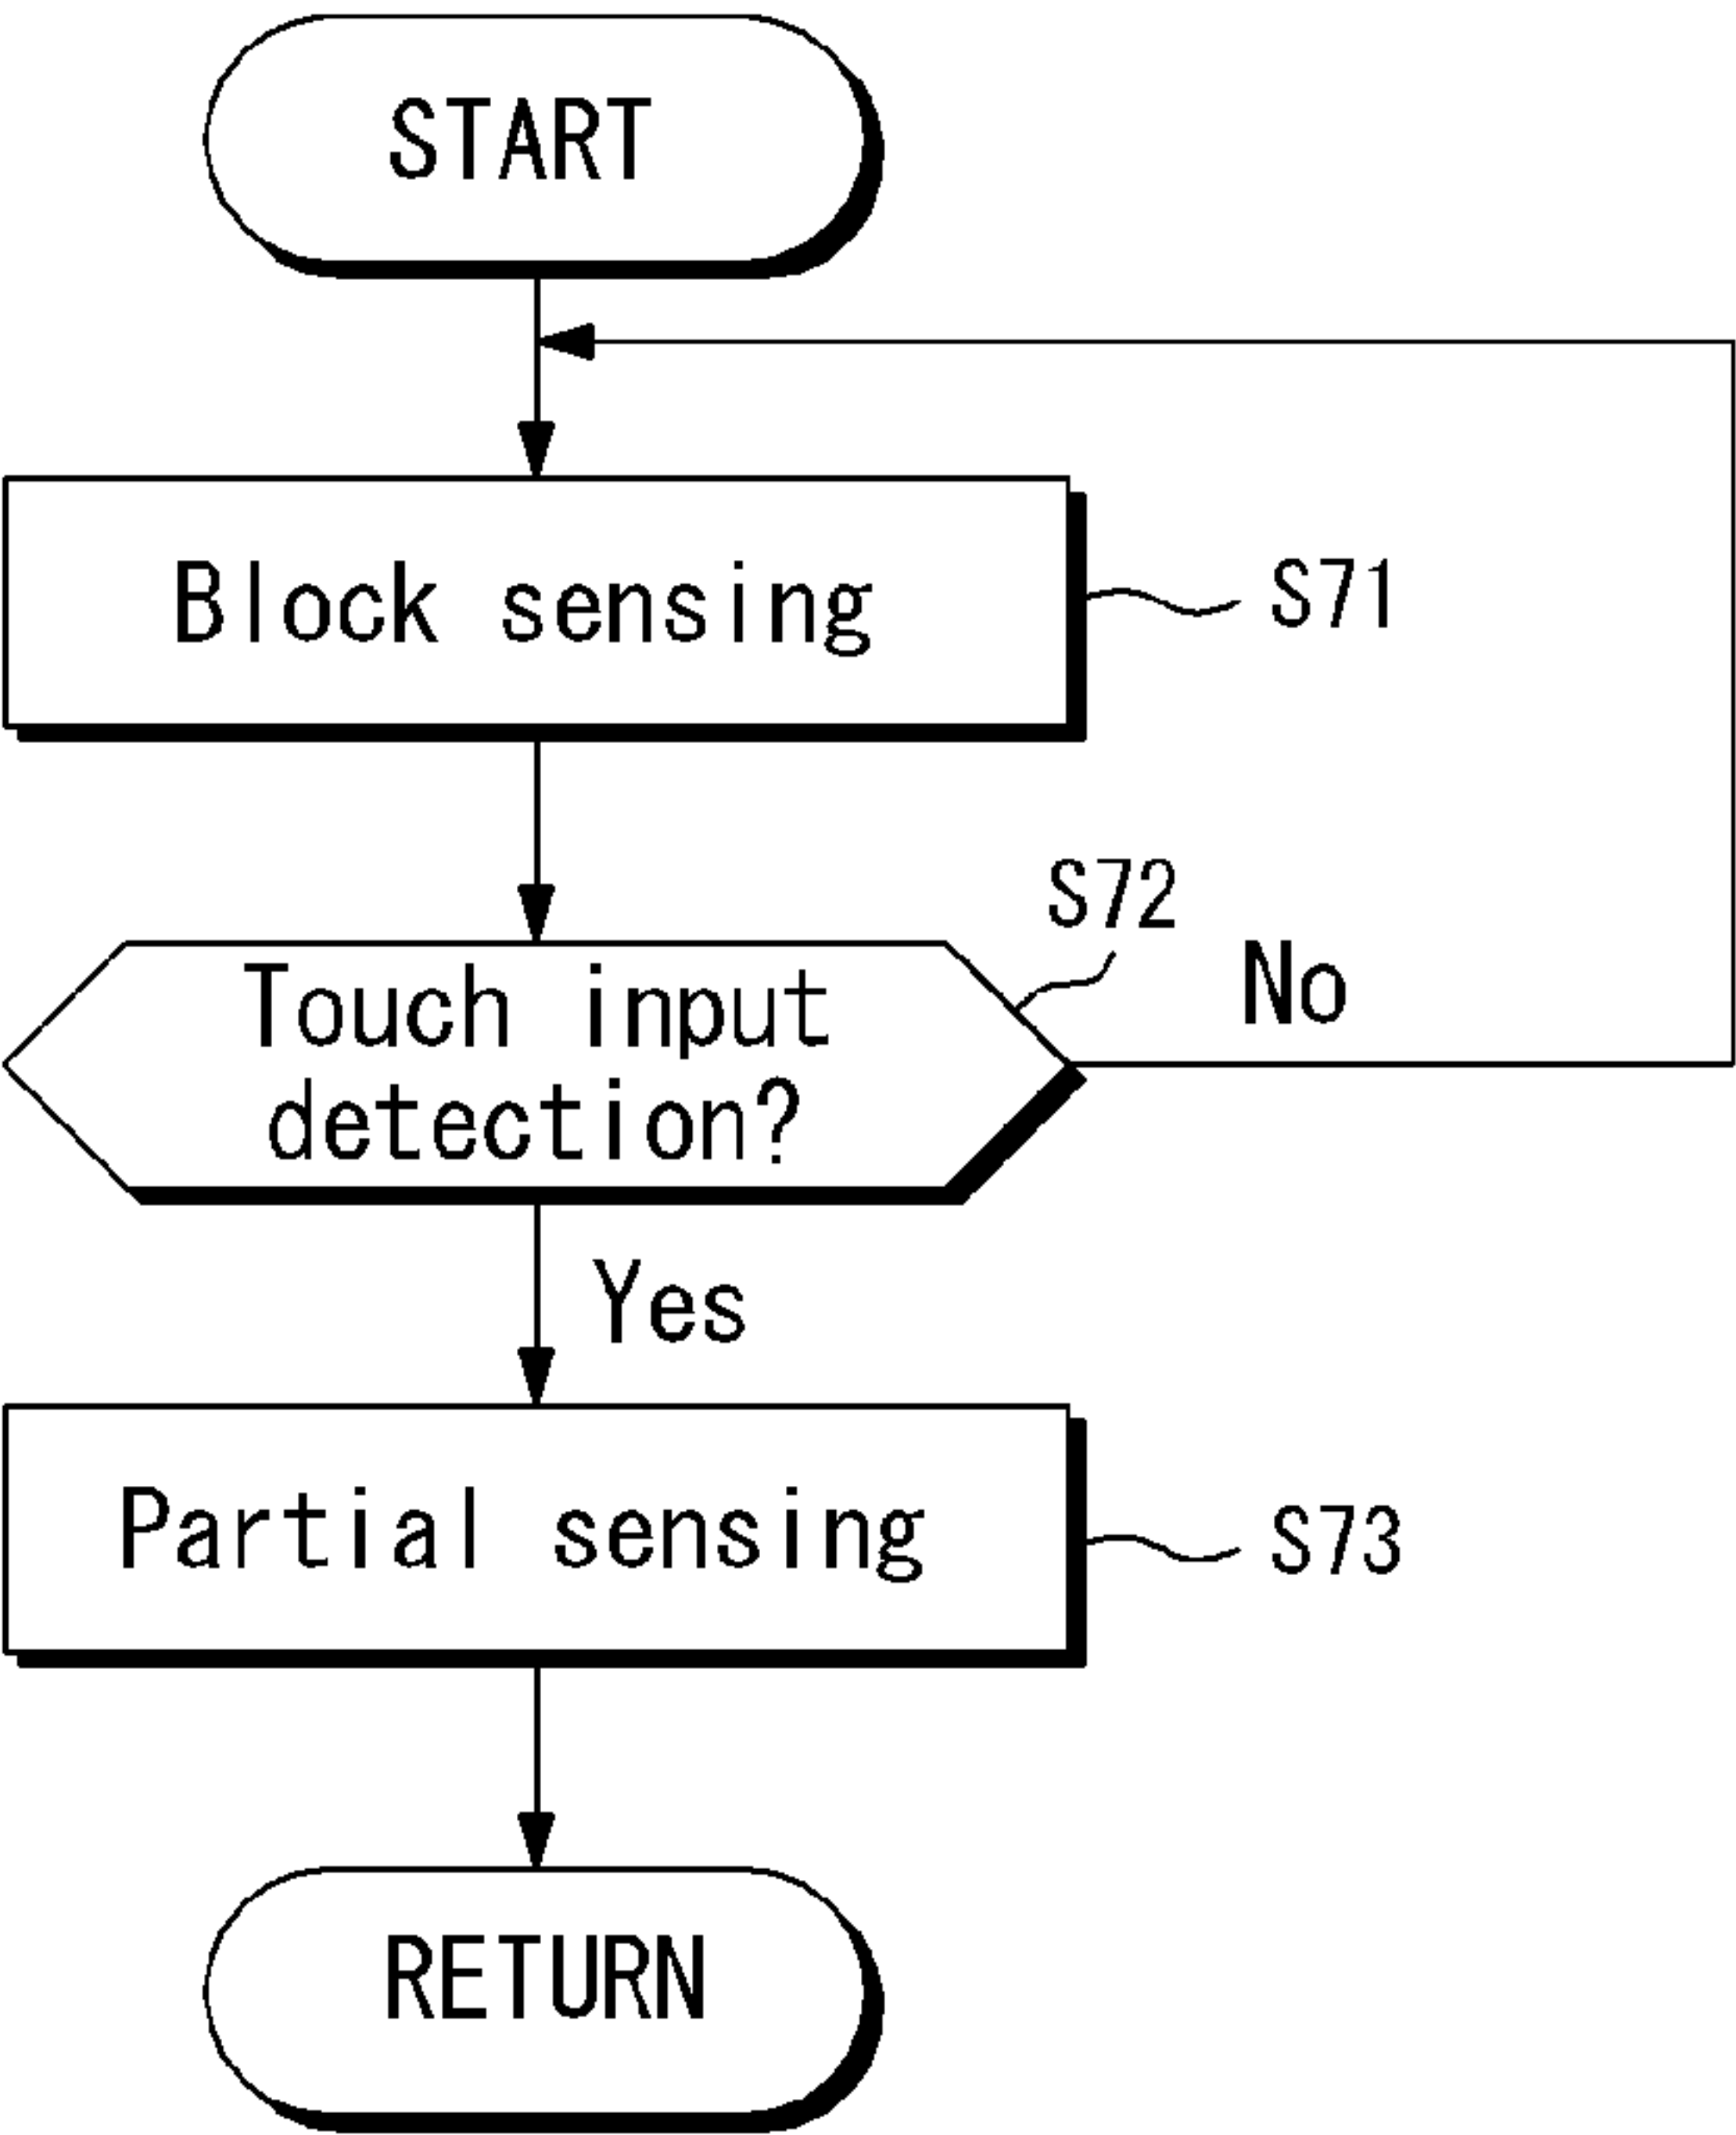 START
Block sensing
S71
S72
No
Touch input
detection?
Yes
Partial sensing
S73
RETURN